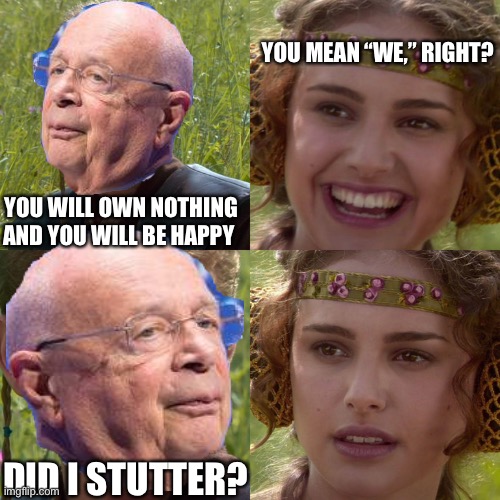 YOU MEAN “WE,” RIGHT?
YOU WILL OWN NOTHING
AND YOU WILL BE HAPPY
DID I STUTTER?
imgflip.com